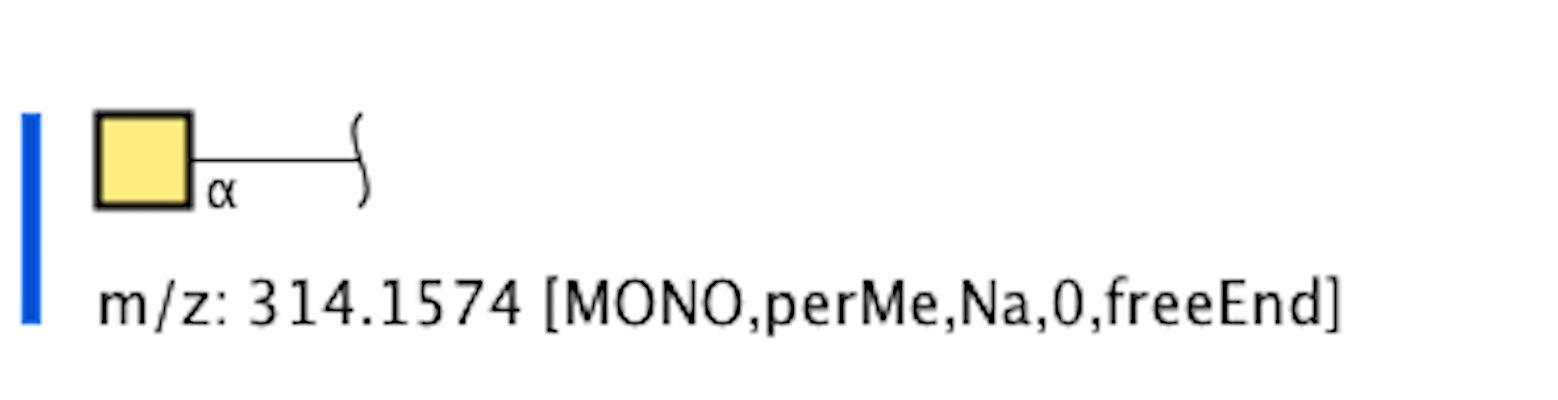 α
m/z: 314.1574 [MONO,perMe,Na,0,freeEnd]